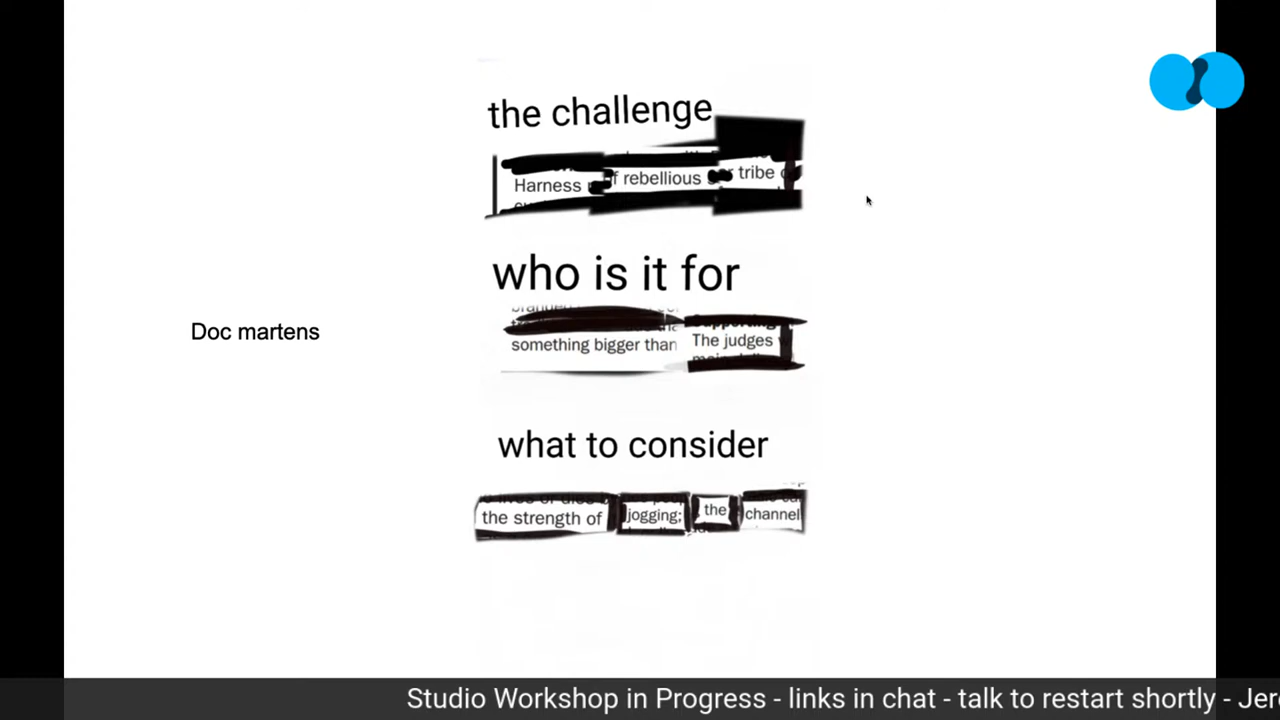 the challenge
Harness of rebellious tribe
who is it for
Doc martens
something bigger than The judges
what to consider
the strength of jogging; the channel
Studio Workshop in Progress - links in chat - talk to restart shortly - Jer